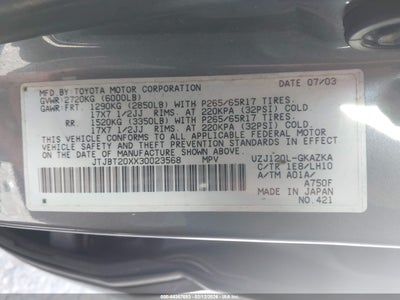 MFD BY TOYOTA MOTOR CORPORATION DATE 07/03
GVWR 2720KG (6000LB)
GAWR FRT 1290KG (2850LB) WITH P265/65R17 TIRES.
17X7 1/2JJ RIMS. AT 220KPA (32PSI) COLD
RR. 1520KG (3350LB) WITH P265/65R17 TIRES.
17X7 1/2JJ RIMS. AT 220KPA (32PSI) COLD
THIS VEHICLE CONFORMS TO ALL APPLICABLE
FEDERAL MOTOR VEHICLE SAFETY, BUMPER, AND
THEFT PREVENTION STANDARDS IN EFFECT ON
THE DATE OF MANUFACTURE SHOWN ABOVE.
JTJBT20XX30023568 MPV
UZJ120L-GKAZKA
C/TR 1E8/LH10
A/TM A01A/
A750F
MADE IN JAPAN
NO. 421